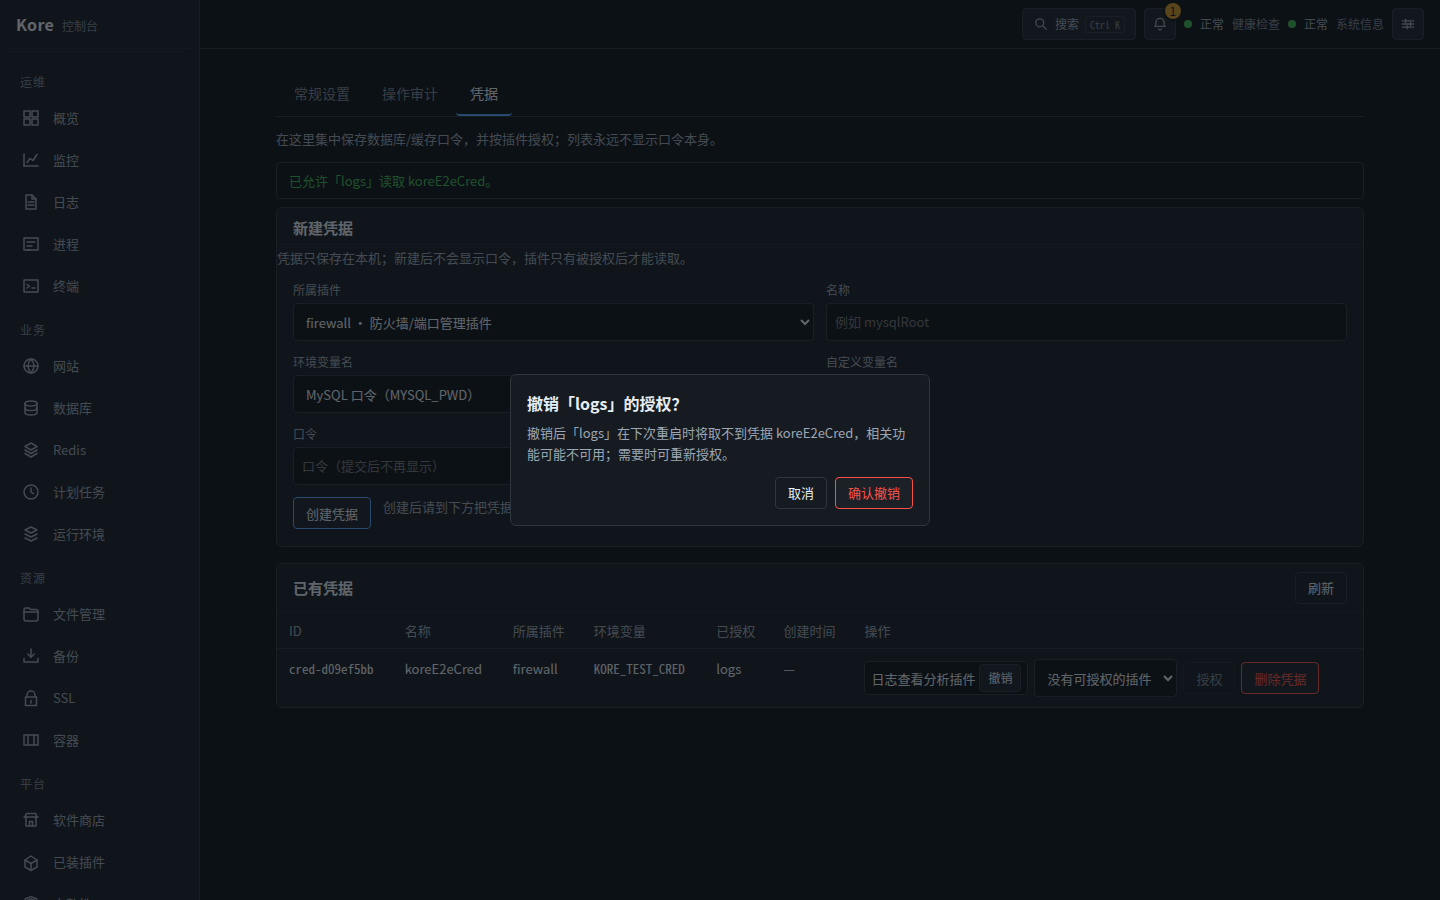 Kore 控制台
搜索 Ctrl K
1
正常 健康检查
正常 系统信息
运维
概览
监控
日志
进程
终端
业务
网站
数据库
Redis
计划任务
运行环境
资源
文件管理
备份
SSL
容器
平台
软件商店
已装插件
常规设置 操作审计 凭据
在这里集中保存数据库/缓存口令，并按插件授权；列表永远不显示口令本身。
已允许「logs」读取 koreE2eCred。
新建凭据
凭据只保存在本机；新建后不会显示口令，插件只有被授权后才能读取。
所属插件 名称
firewall · 防火墙/端口管理插件 例如 mysqlRoot
环境变量名 自定义变量名
MySQL 口令（MYSQL_PWD）
口令
口令（提交后不再显示）
创建凭据 创建后请到下方把凭据
撤销「logs」的授权？
撤销后「logs」在下次重启时将取不到凭据 koreE2eCred，相关功
能可能不可用；需要时可重新授权。
取消 确认撤销
已有凭据 刷新
ID 名称 所属插件 环境变量 已授权 创建时间 操作
cred-d09ef5bb koreE2eCred firewall KORE_TEST_CRED logs — 日志查看分析插件 撤销 没有可授权的插件 授权 删除凭据